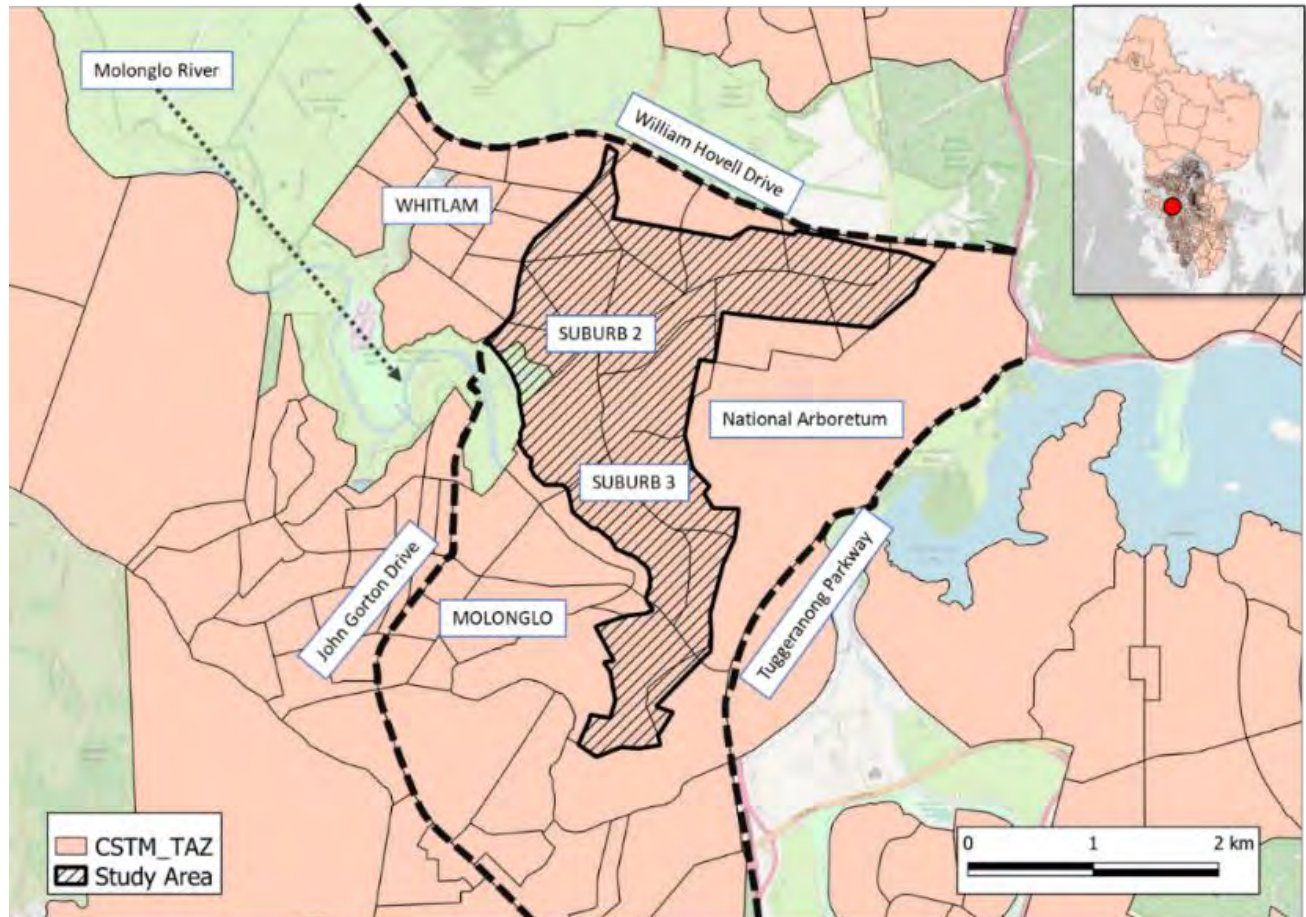 Molonglo River
William Hovell Drive
WHITLAM
SUBURB 2
National Arboretum
SUBURB 3
John Gorton Drive
MOLONGLO
Tuggeranong Parkway
CSTM_TAZ
Study Area
0 1 2 km